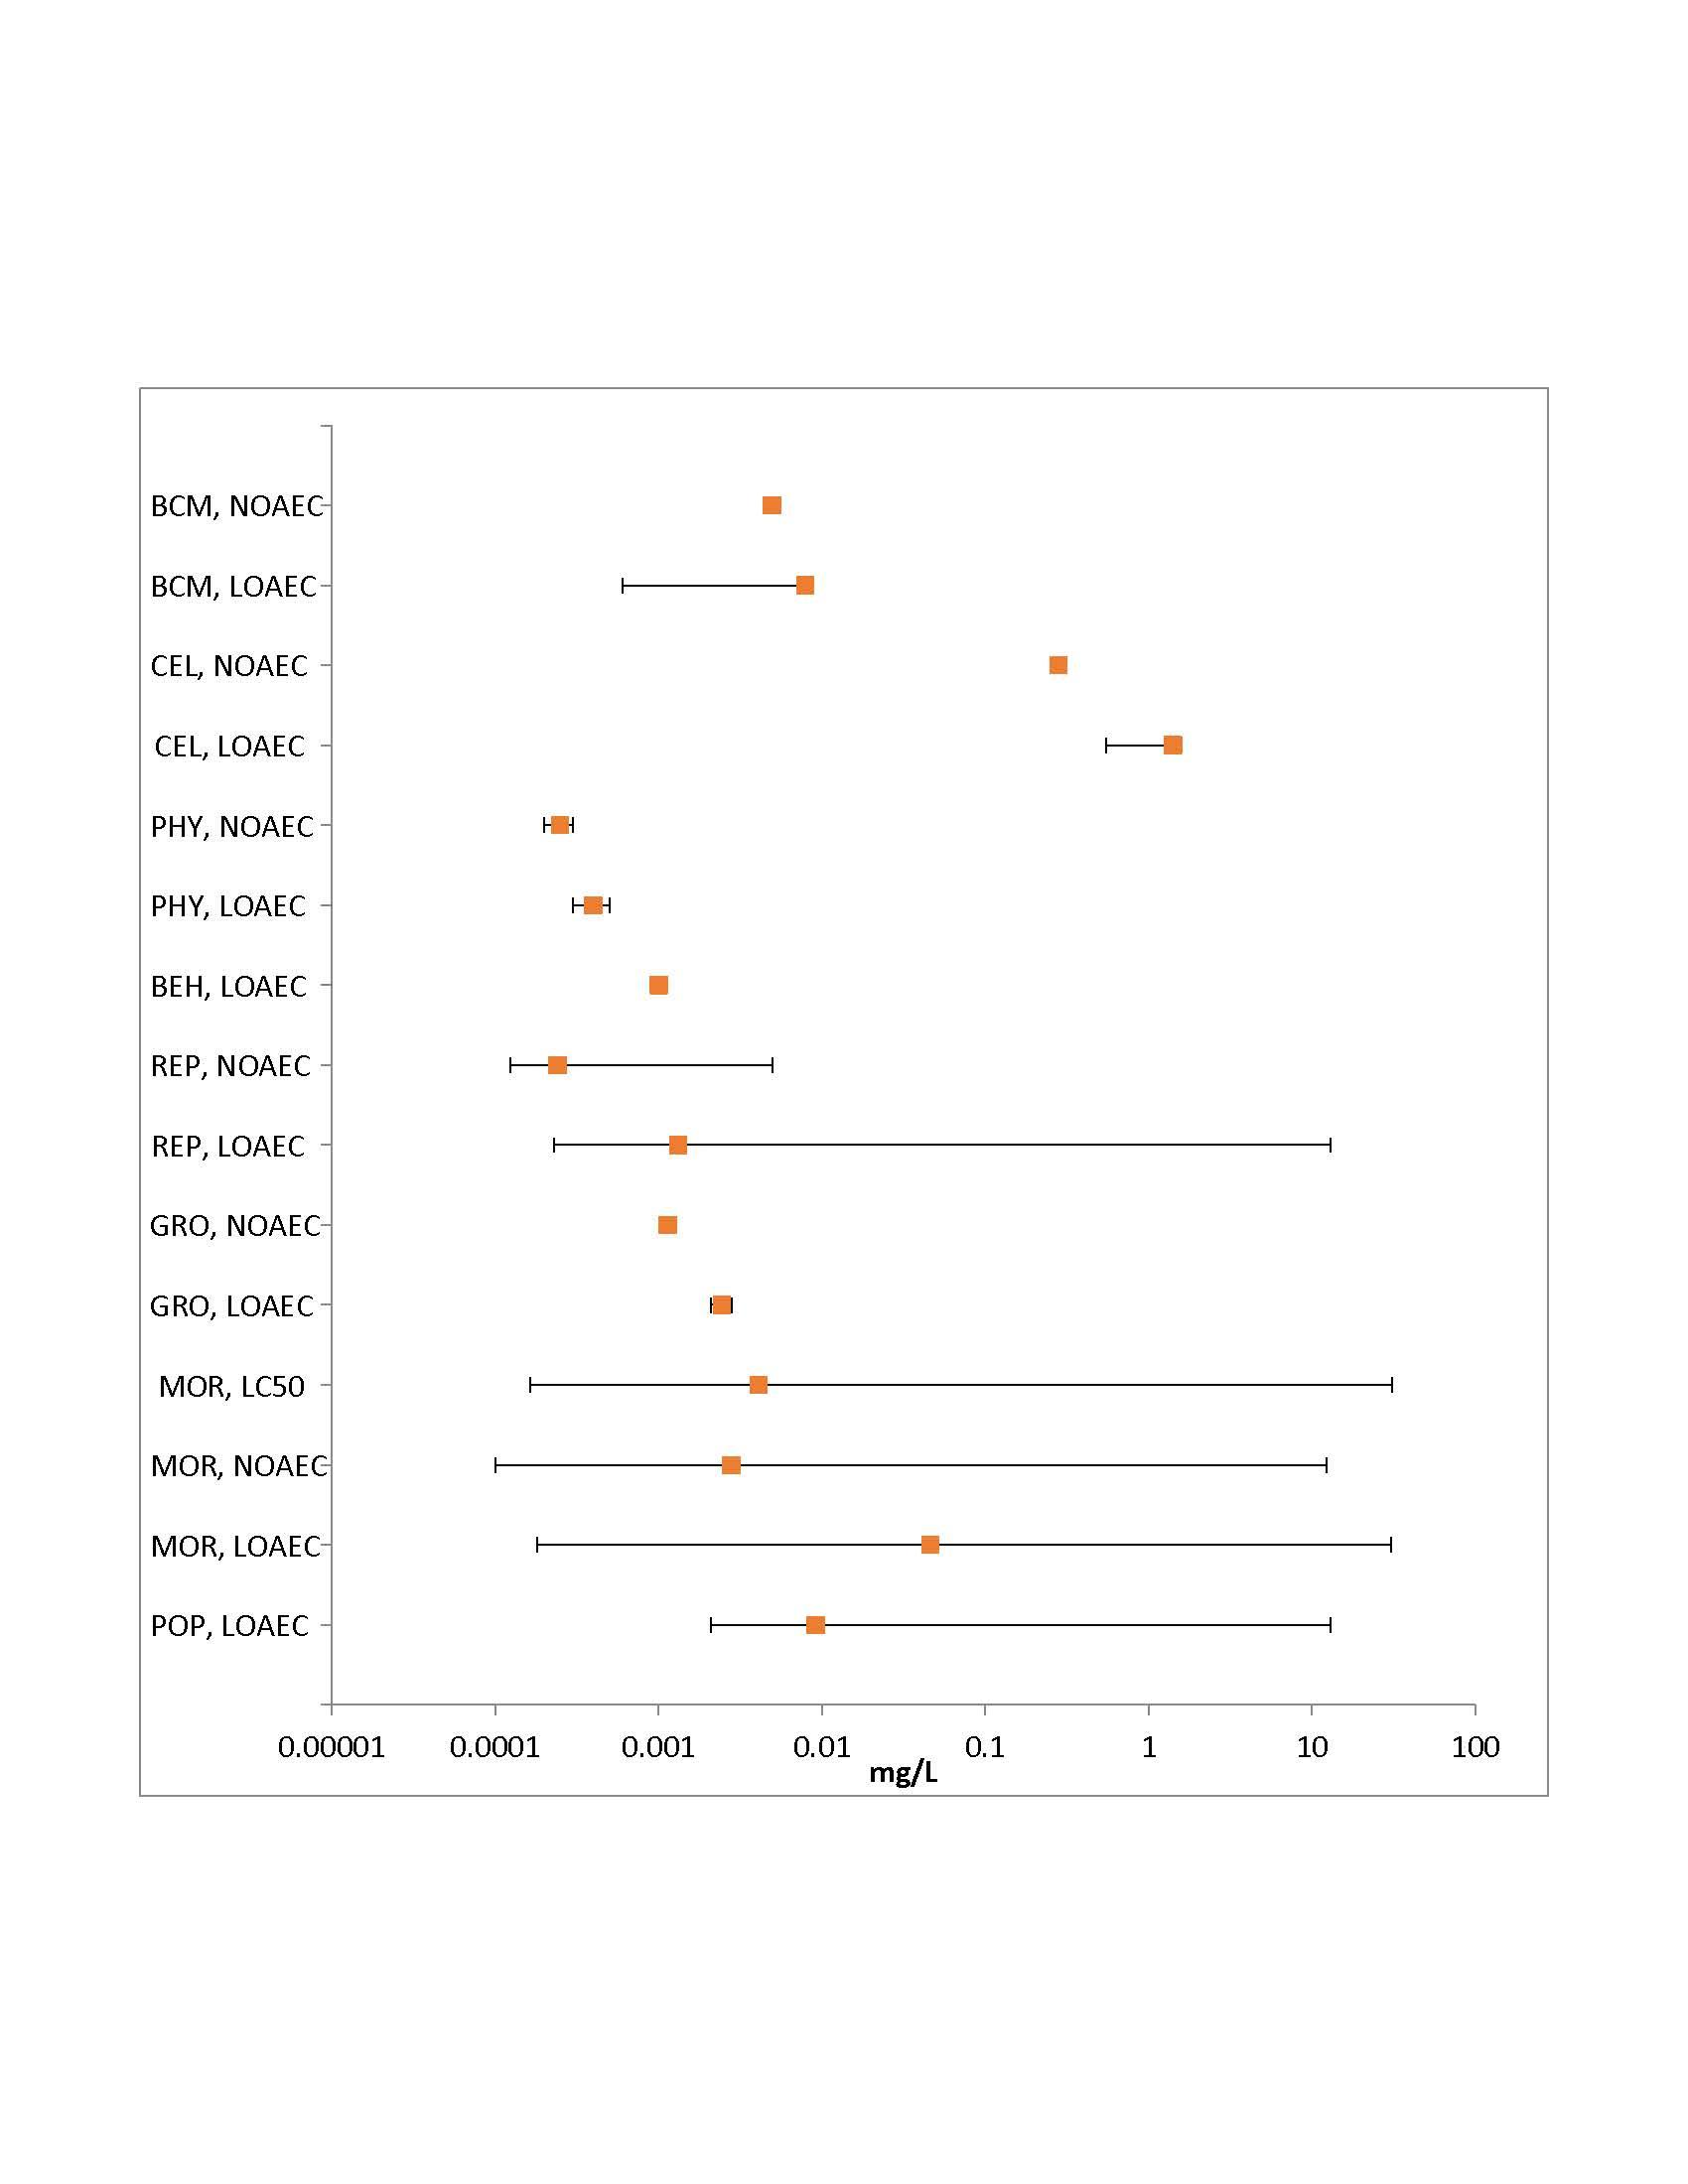 BCM, NOAEC
BCM, LOAEC
CEL, NOAEC
CEL, LOAEC
PHY, NOAEC
PHY, LOAEC
BEH, LOAEC
REP, NOAEC
REP, LOAEC
GRO, NOAEC
GRO, LOAEC
MOR, LC50
MOR, NOAEC
MOR, LOAEC
POP, LOAEC
0.00001 0.0001 0.001 0.01 0.1 1 10 100
mg/L